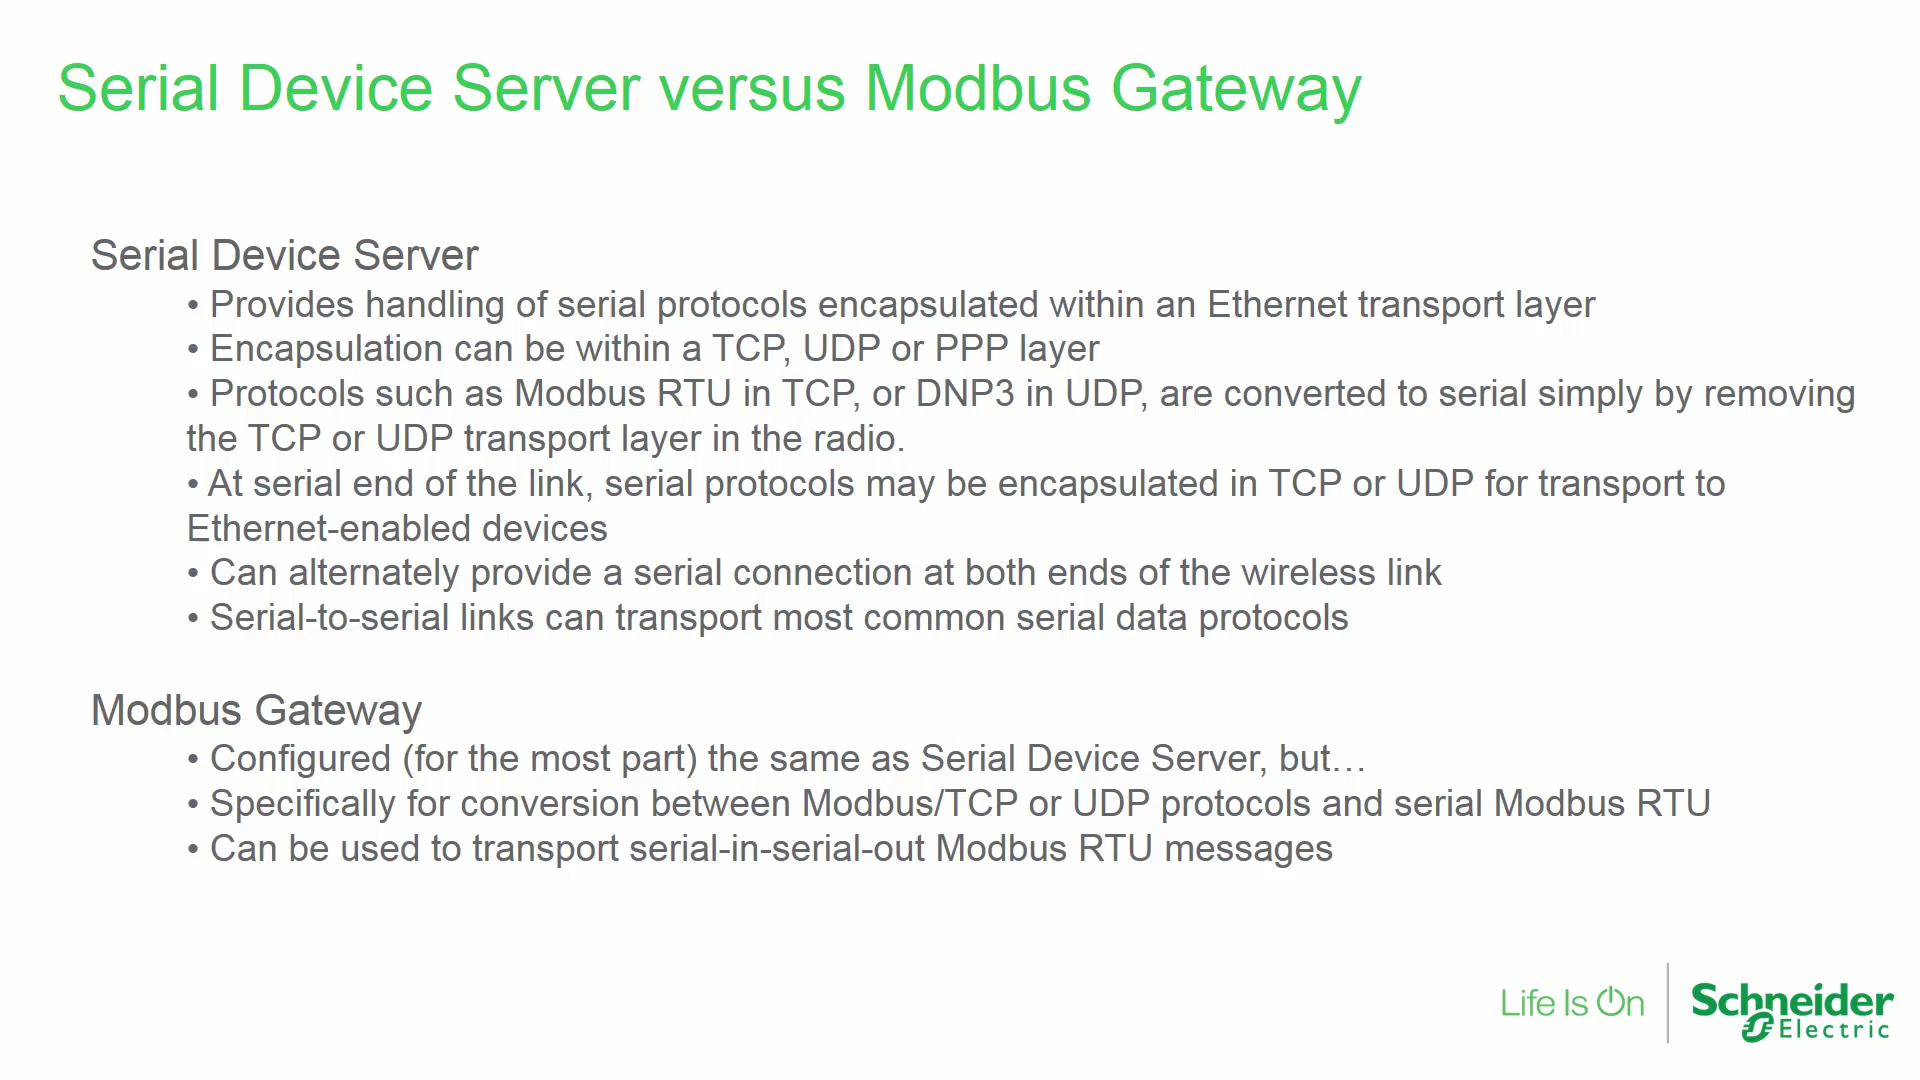 Serial Device Server versus Modbus Gateway
Serial Device Server
• Provides handling of serial protocols encapsulated within an Ethernet transport layer
• Encapsulation can be within a TCP, UDP or PPP layer
• Protocols such as Modbus RTU in TCP, or DNP3 in UDP, are converted to serial simply by removing
the TCP or UDP transport layer in the radio.
• At serial end of the link, serial protocols may be encapsulated in TCP or UDP for transport to
Ethernet-enabled devices
• Can alternately provide a serial connection at both ends of the wireless link
• Serial-to-serial links can transport most common serial data protocols
Modbus Gateway
• Configured (for the most part) the same as Serial Device Server, but…
• Specifically for conversion between Modbus/TCP or UDP protocols and serial Modbus RTU
• Can be used to transport serial-in-serial-out Modbus RTU messages
Life Is On
Schneider
Electric